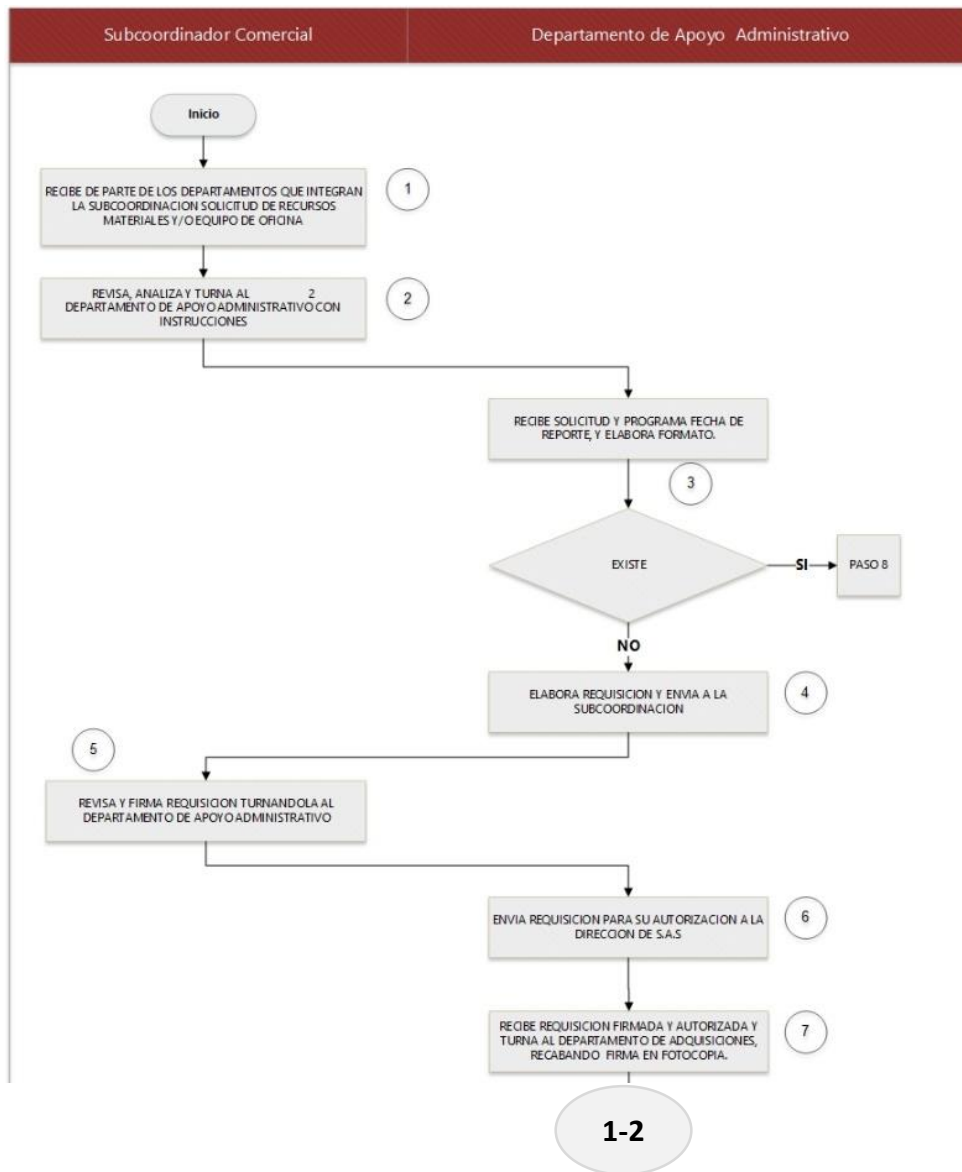 Subcoordinador Comercial
Departamento de Apoyo Administrativo
Inicio
RECIBE DE PARTE DE LOS DEPARTAMENTOS QUE INTEGRAN
LA SUBCOORDINACION SOLICITUD DE RECURSOS
MATERIALES Y/O EQUIPO DE OFICINA
1
REVISA, ANALIZA Y TURNA AL 2
DEPARTAMENTO DE APOYO ADMINISTRATIVO CON
INSTRUCCIONES
2
RECIBE SOLICITUD Y PROGRAMA FECHA DE
REPORTE, Y ELABORA FORMATO.
3
EXISTE
SI
PASO 8
NO
ELABORA REQUISICION Y ENVIA A LA
SUBCOORDINACION
4
5
REVISA Y FIRMA REQUISICION TURNANDOLA AL
DEPARTAMENTO DE APOYO ADMINISTRATIVO
ENVIA REQUISICION PARA SU AUTORIZACION A LA
DIRECCION DE S.A.S
6
RECIBE REQUISICION FIRMADA Y AUTORIZADA Y
TURNA AL DEPARTAMENTO DE ADQUISICIONES,
RECABANDO FIRMA EN FOTOCOPIA.
7
1-2